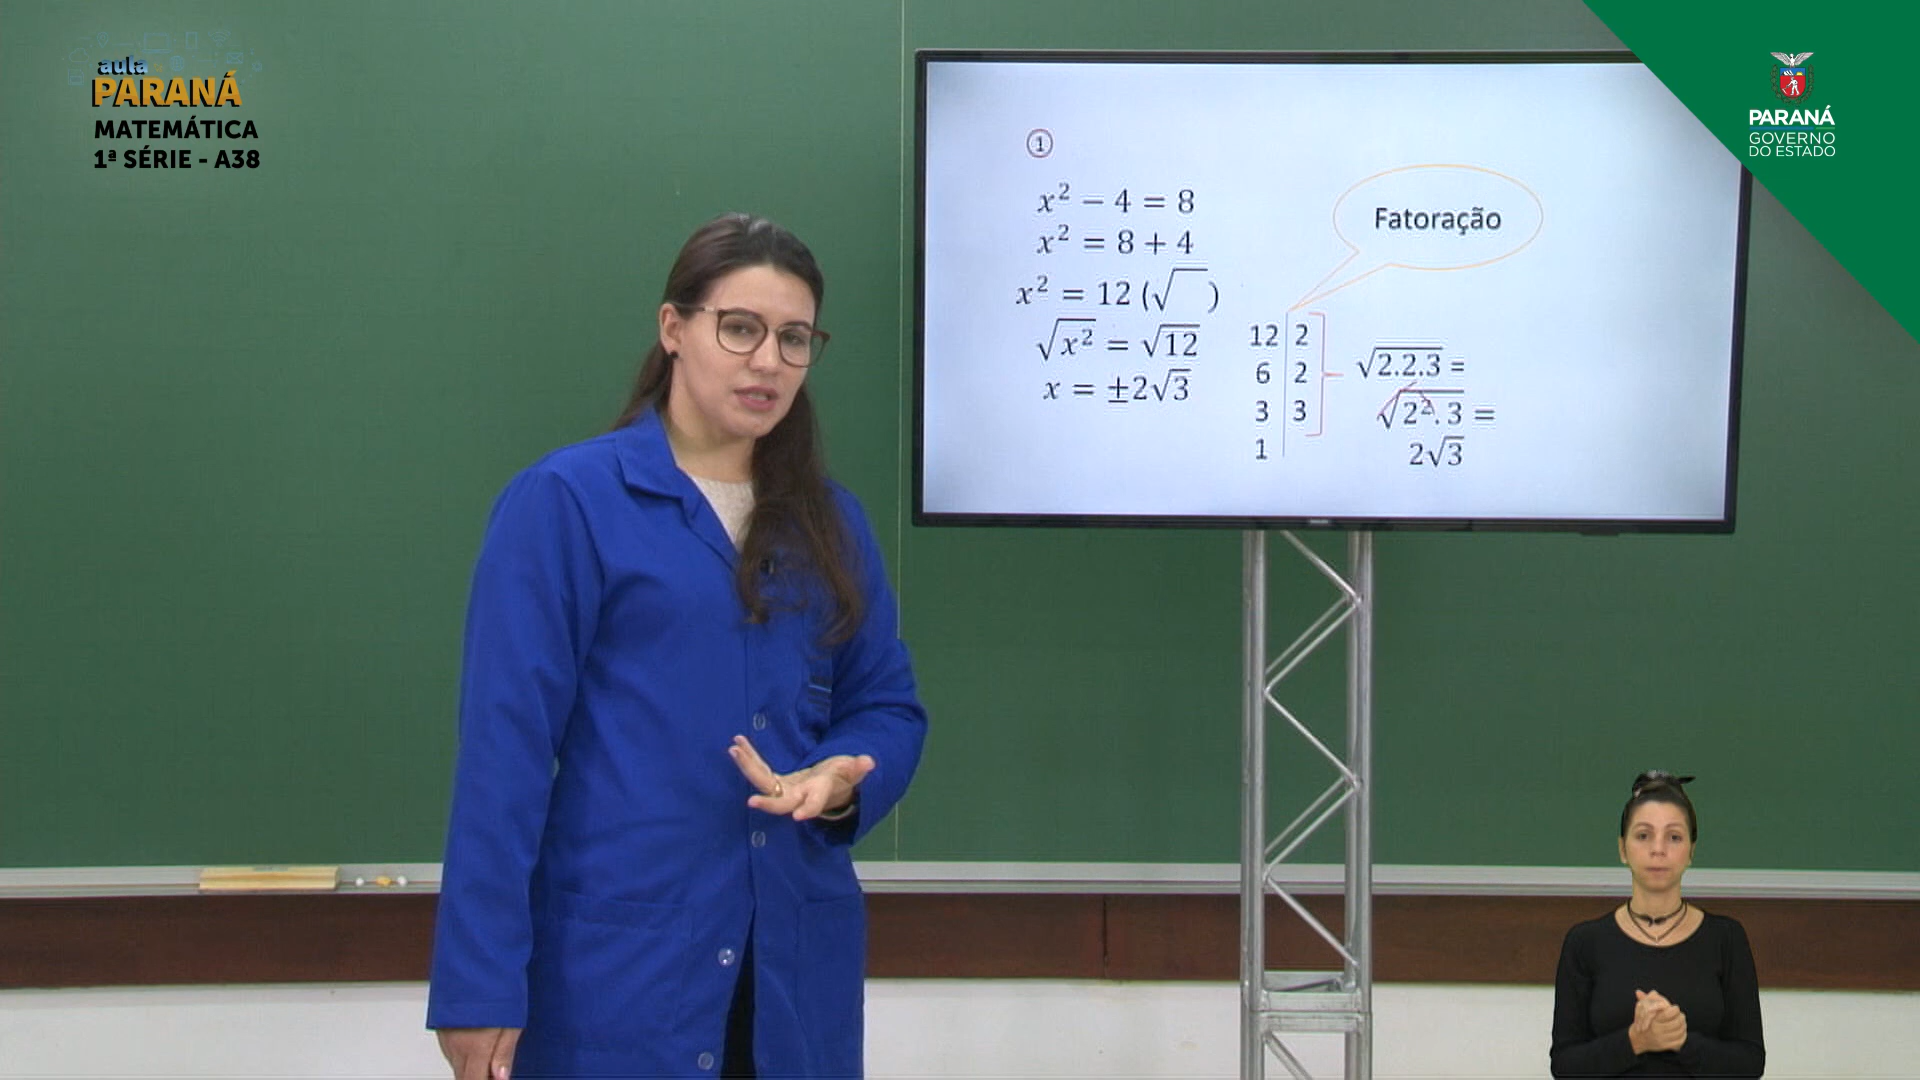 aula
PARANÁ
MATEMÁTICA
1ª SÉRIE - A38
PARANÁ
GOVERNO
DO ESTADO
①
x² − 4 = 8
x² = 8 + 4
x² = 12 (√ )
√x² = √12
x = ±2√3
Fatoração
12 | 2
6 | 2
3 | 3
1
√2.2.3 =
√2².3 =
2√3